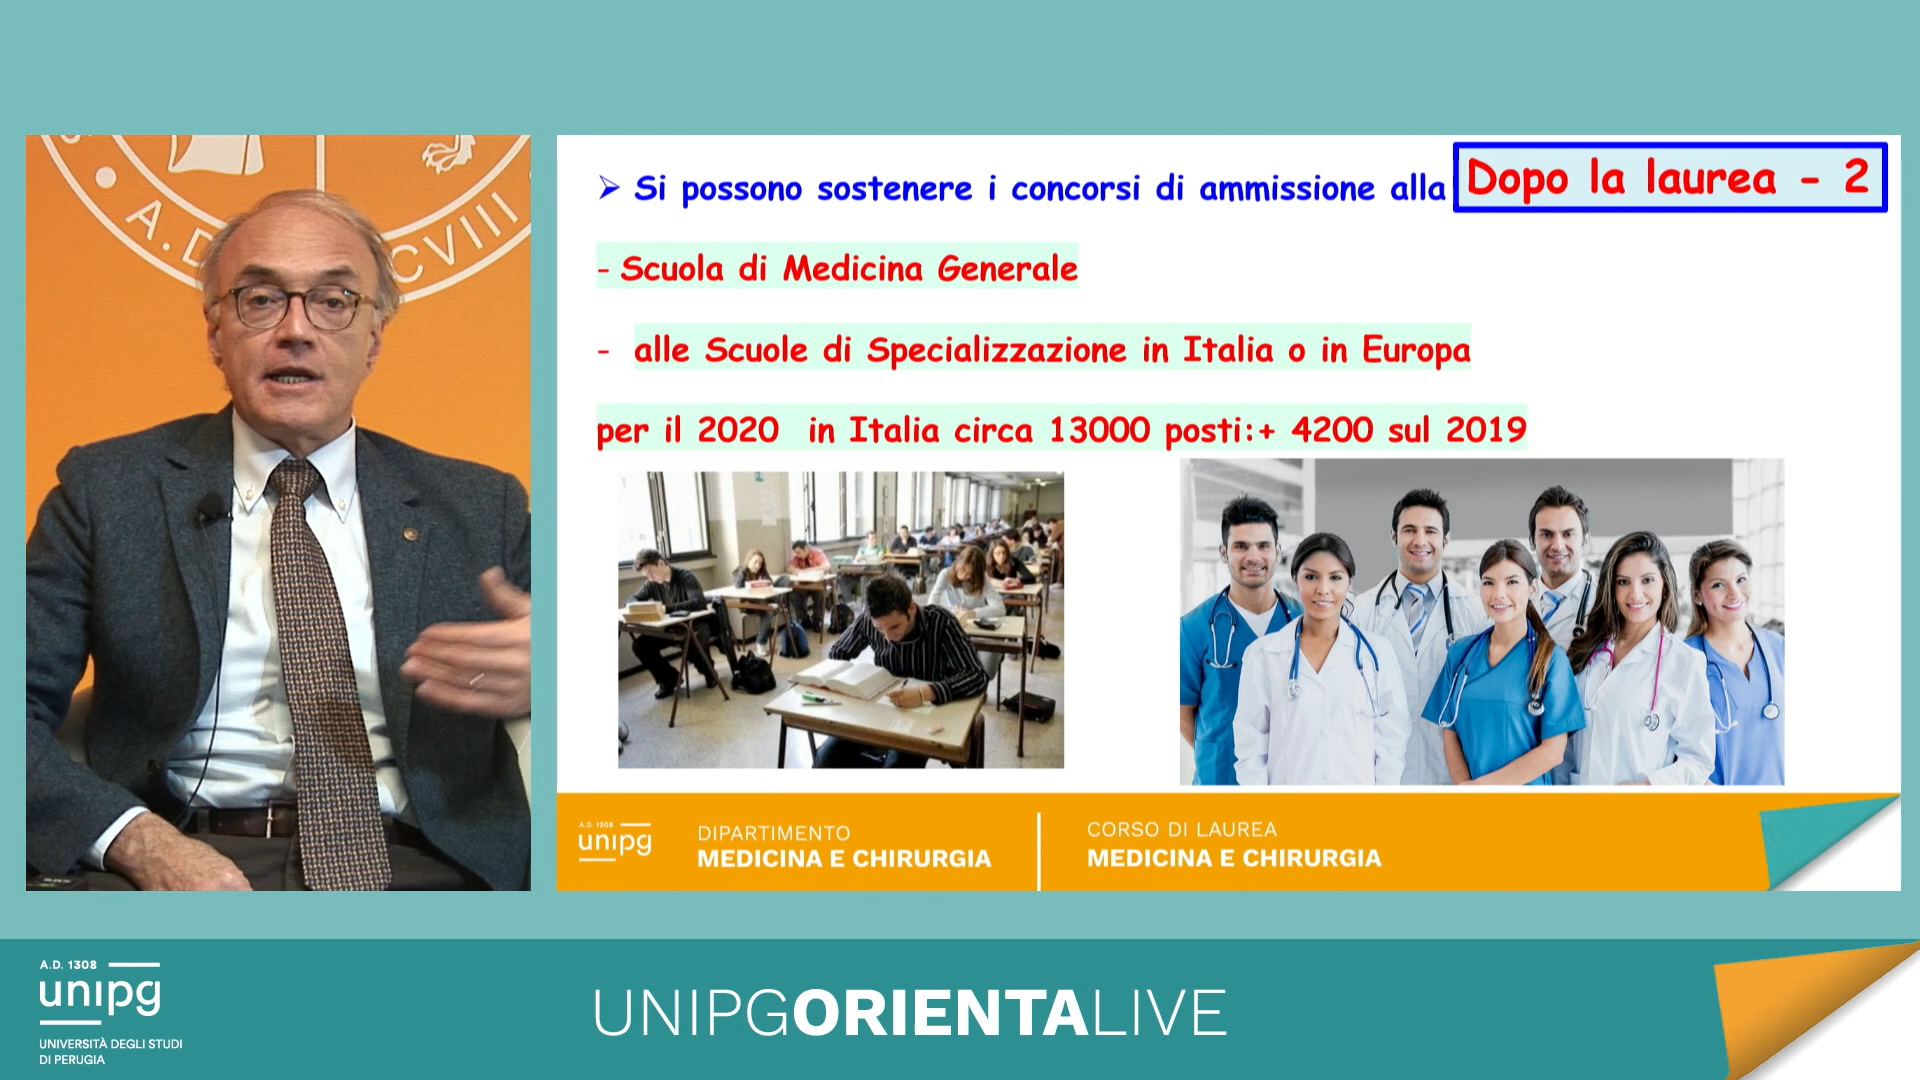 A.D
CVIII
➢ Si possono sostenere i concorsi di ammissione alla
Dopo la laurea - 2
- Scuola di Medicina Generale
- alle Scuole di Specializzazione in Italia o in Europa
per il 2020 in Italia circa 13000 posti:+ 4200 sul 2019
A.D. 1308
unipg
DIPARTIMENTO
MEDICINA E CHIRURGIA
CORSO DI LAUREA
MEDICINA E CHIRURGIA
A.D. 1308
unipg
UNIVERSITÀ DEGLI STUDI
DI PERUGIA
UNIPGORIENTALIVE